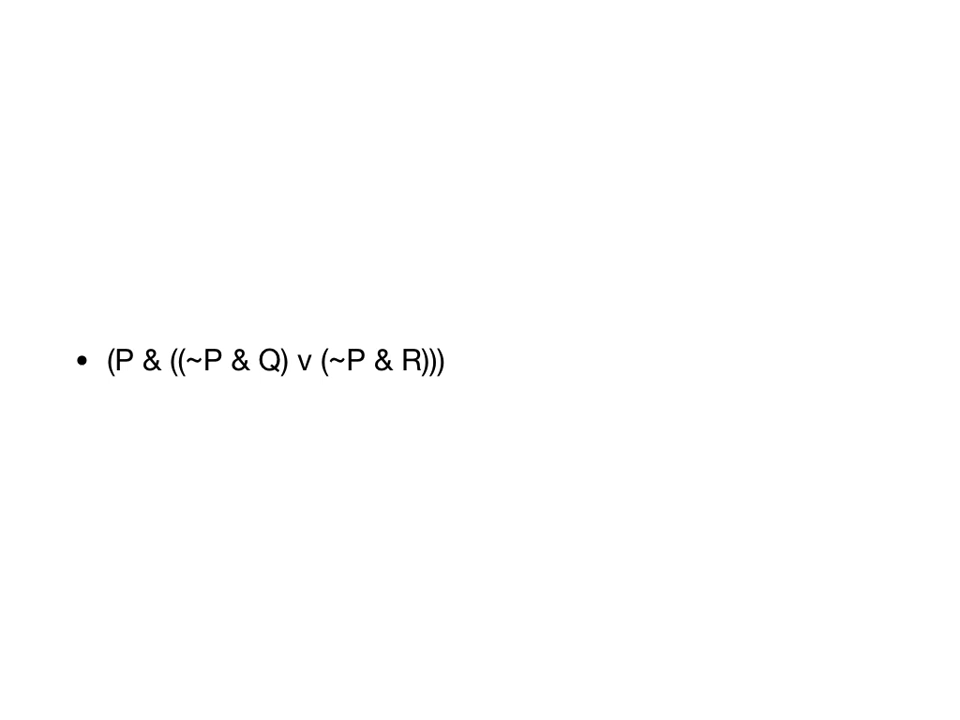 • (P & ((~P & Q) v (~P & R)))